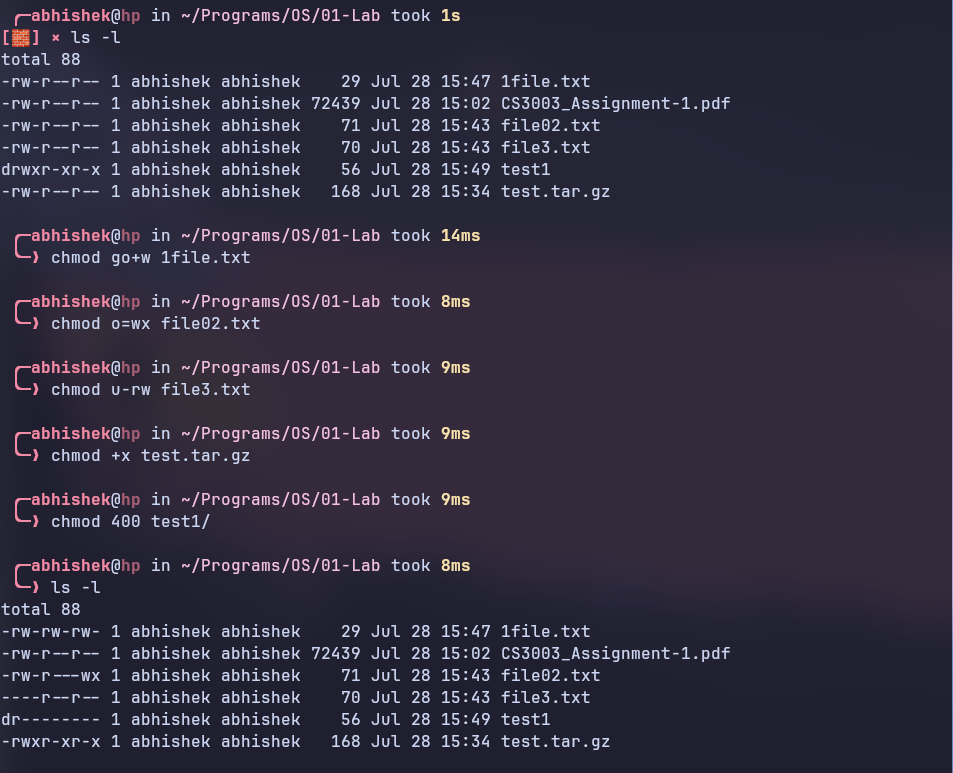 abhishek@hp in ~/Programs/OS/01-Lab took 1s
[🧱] × ls -l
total 88
-rw-r--r-- 1 abhishek abhishek    29 Jul 28 15:47 1file.txt
-rw-r--r-- 1 abhishek abhishek 72439 Jul 28 15:02 CS3003_Assignment-1.pdf
-rw-r--r-- 1 abhishek abhishek    71 Jul 28 15:43 file02.txt
-rw-r--r-- 1 abhishek abhishek    70 Jul 28 15:43 file3.txt
drwxr-xr-x 1 abhishek abhishek    56 Jul 28 15:49 test1
-rw-r--r-- 1 abhishek abhishek   168 Jul 28 15:34 test.tar.gz
abhishek@hp in ~/Programs/OS/01-Lab took 14ms
❯ chmod go+w 1file.txt
abhishek@hp in ~/Programs/OS/01-Lab took 8ms
❯ chmod o=wx file02.txt
abhishek@hp in ~/Programs/OS/01-Lab took 9ms
❯ chmod u-rw file3.txt
abhishek@hp in ~/Programs/OS/01-Lab took 9ms
❯ chmod +x test.tar.gz
abhishek@hp in ~/Programs/OS/01-Lab took 9ms
❯ chmod 400 test1/
abhishek@hp in ~/Programs/OS/01-Lab took 8ms
❯ ls -l
total 88
-rw-rw-rw- 1 abhishek abhishek    29 Jul 28 15:47 1file.txt
-rw-r--r-- 1 abhishek abhishek 72439 Jul 28 15:02 CS3003_Assignment-1.pdf
-rw-r---wx 1 abhishek abhishek    71 Jul 28 15:43 file02.txt
----r--r-- 1 abhishek abhishek    70 Jul 28 15:43 file3.txt
dr-------- 1 abhishek abhishek    56 Jul 28 15:49 test1
-rwxr-xr-x 1 abhishek abhishek   168 Jul 28 15:34 test.tar.gz